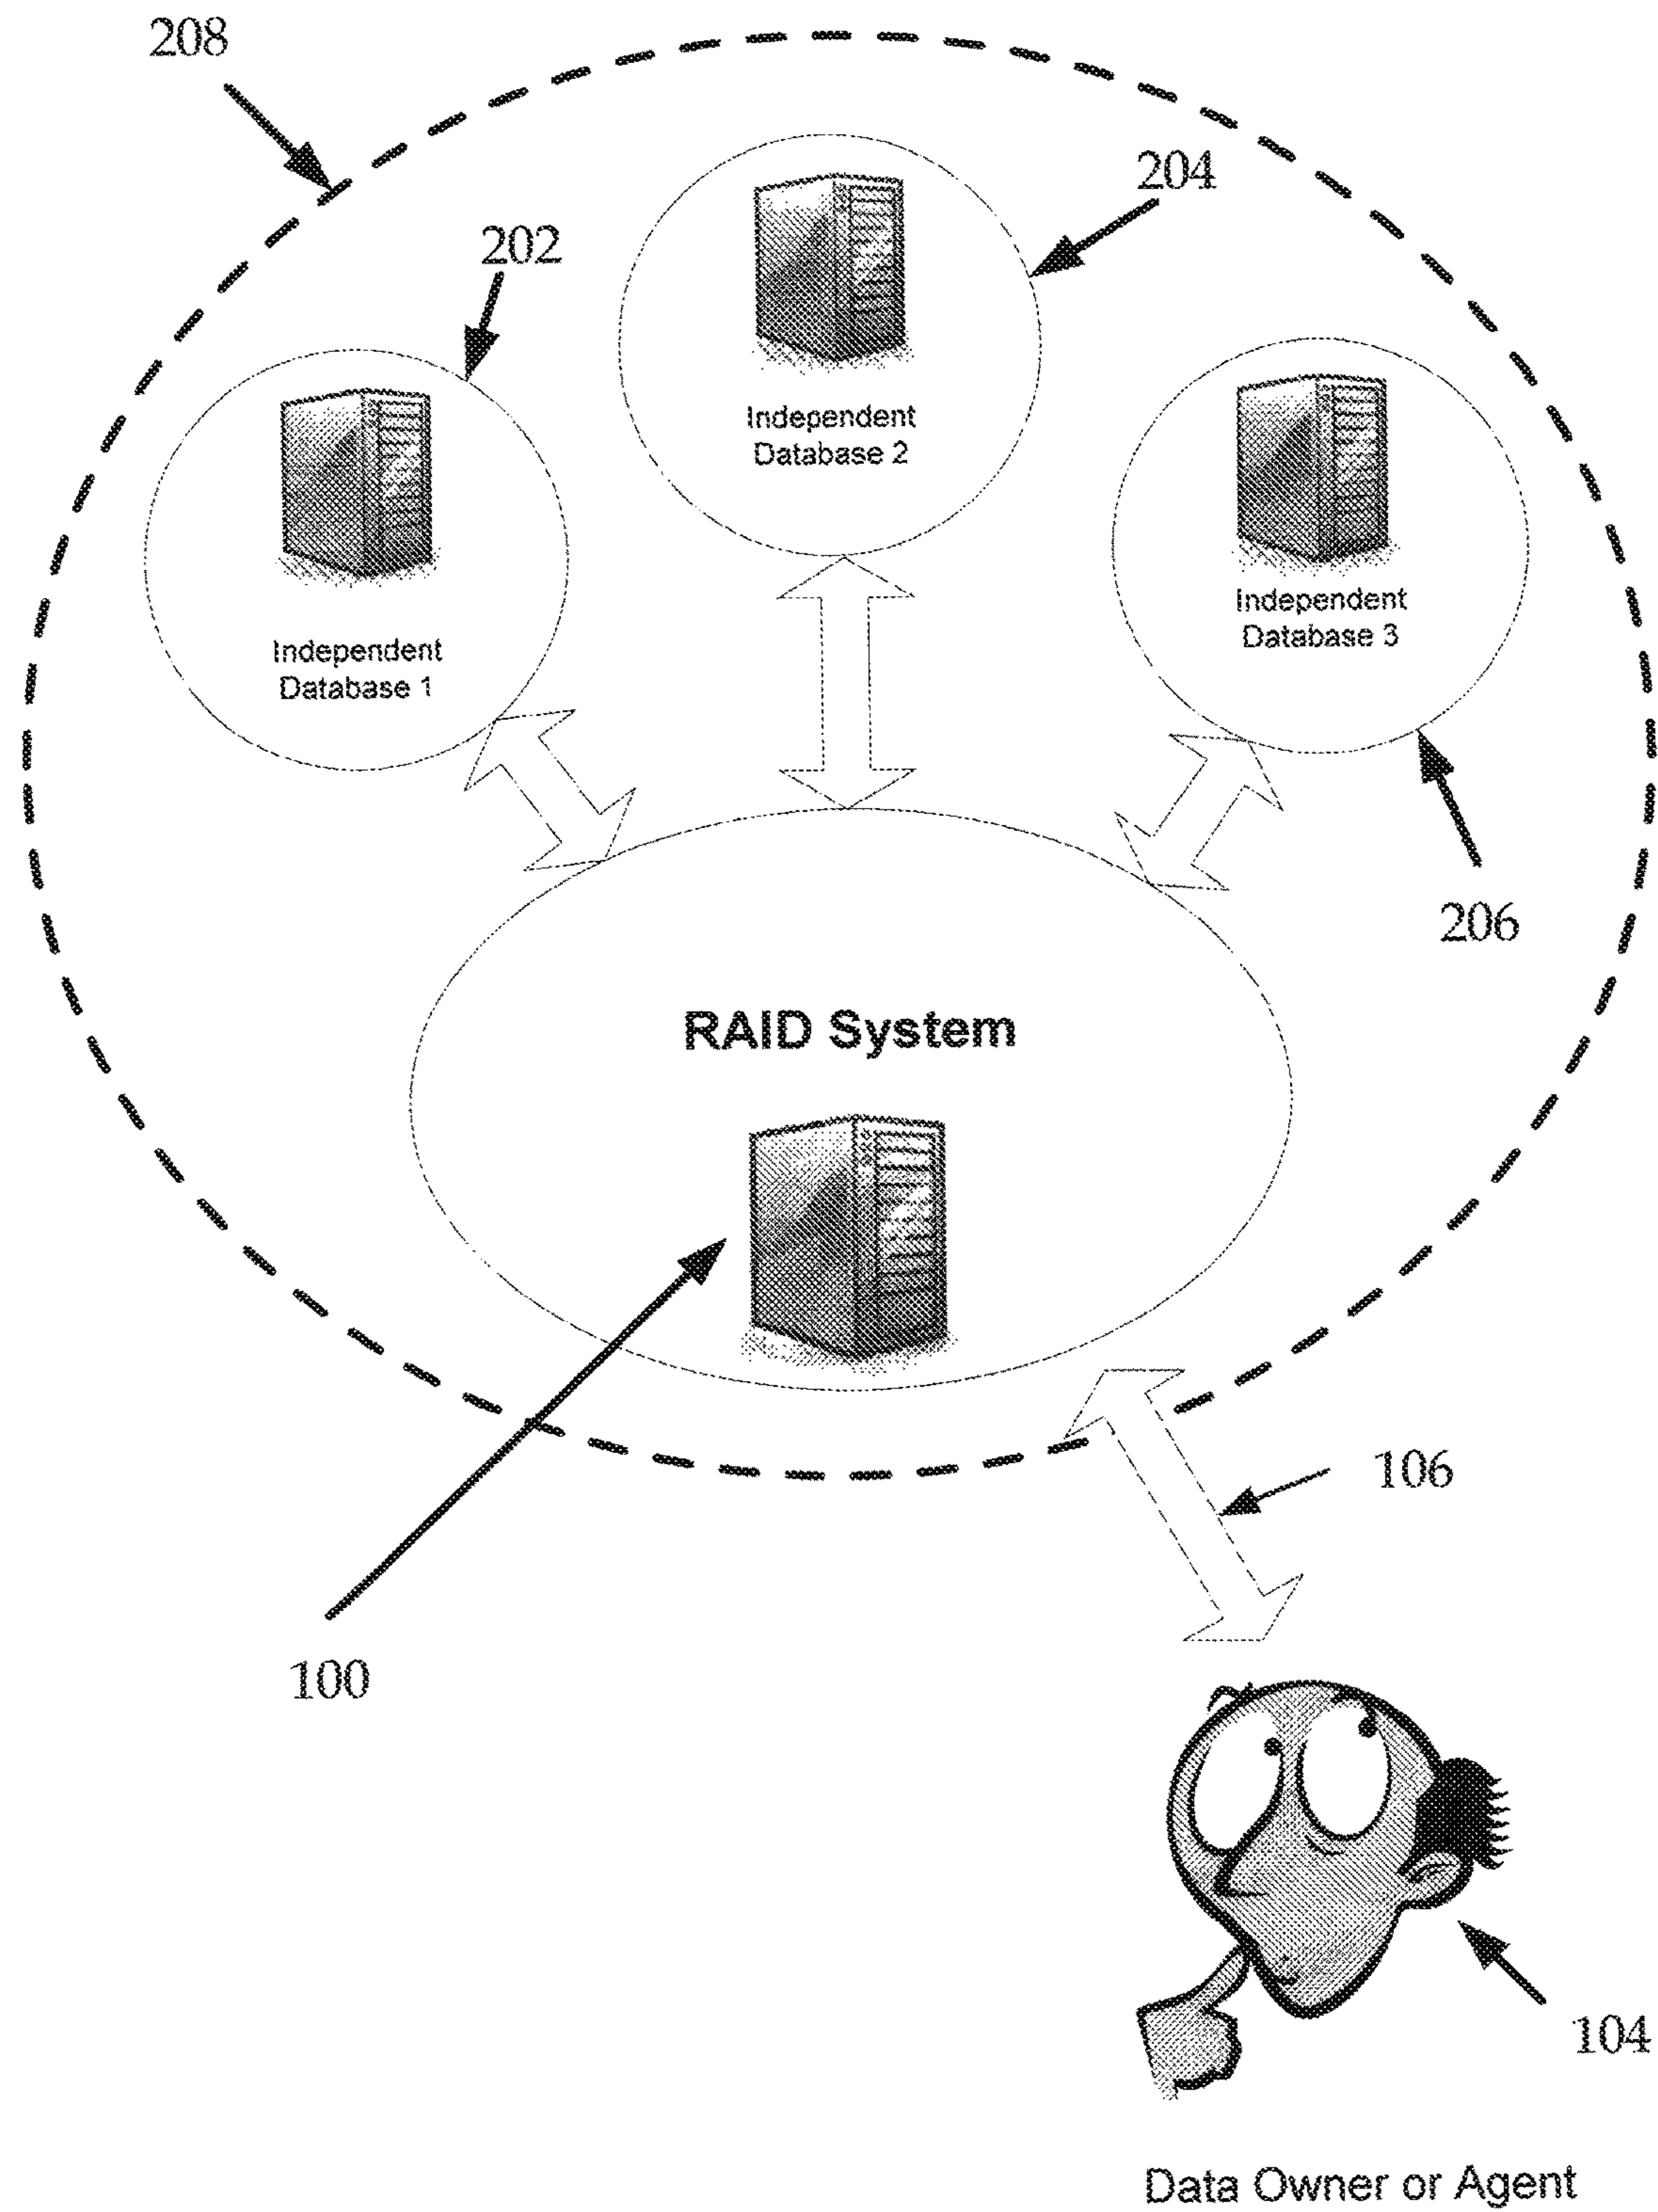 208
204
202
Independent
Database 2
Independent
Database 3
Independent
Database 1
206
RAID System
106
100
104
Data Owner or Agent